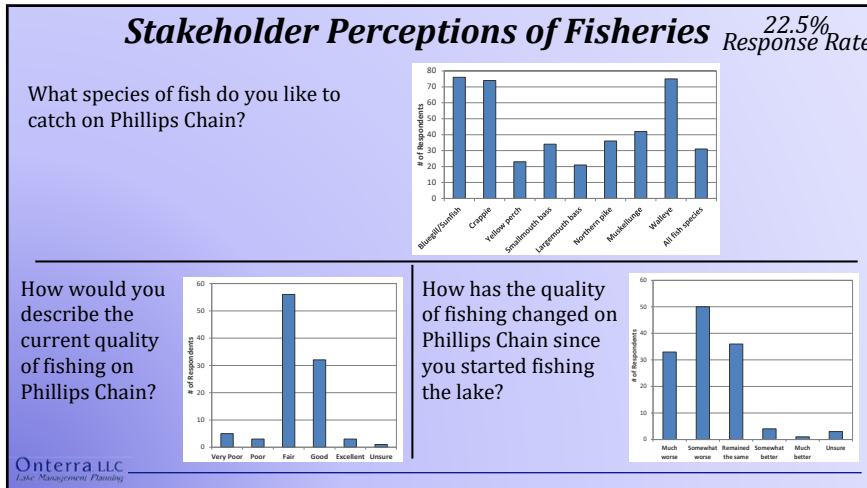 Stakeholder Perceptions of Fisheries
22.5%
Response Rate
What species of fish do you like to
catch on Phillips Chain?
# of Respondents
80
70
60
50
40
30
20
10
0
Bluegill/Sunfish
Crappie
Yellow perch
Smallmouth bass
Largemouth bass
Northern pike
Muskellunge
Walleye
All fish species
How would you
describe the
current quality
of fishing on
Phillips Chain?
# of Respondents
60
50
40
30
20
10
0
Very Poor Poor Fair Good Excellent Unsure
How has the quality
of fishing changed on
Phillips Chain since
you started fishing
the lake?
# of Respondents
60
50
40
30
20
10
0
Much Somewhat Remained Somewhat Much Unsure
worse worse the same better better
Onterra LLC
Lake Management Planning